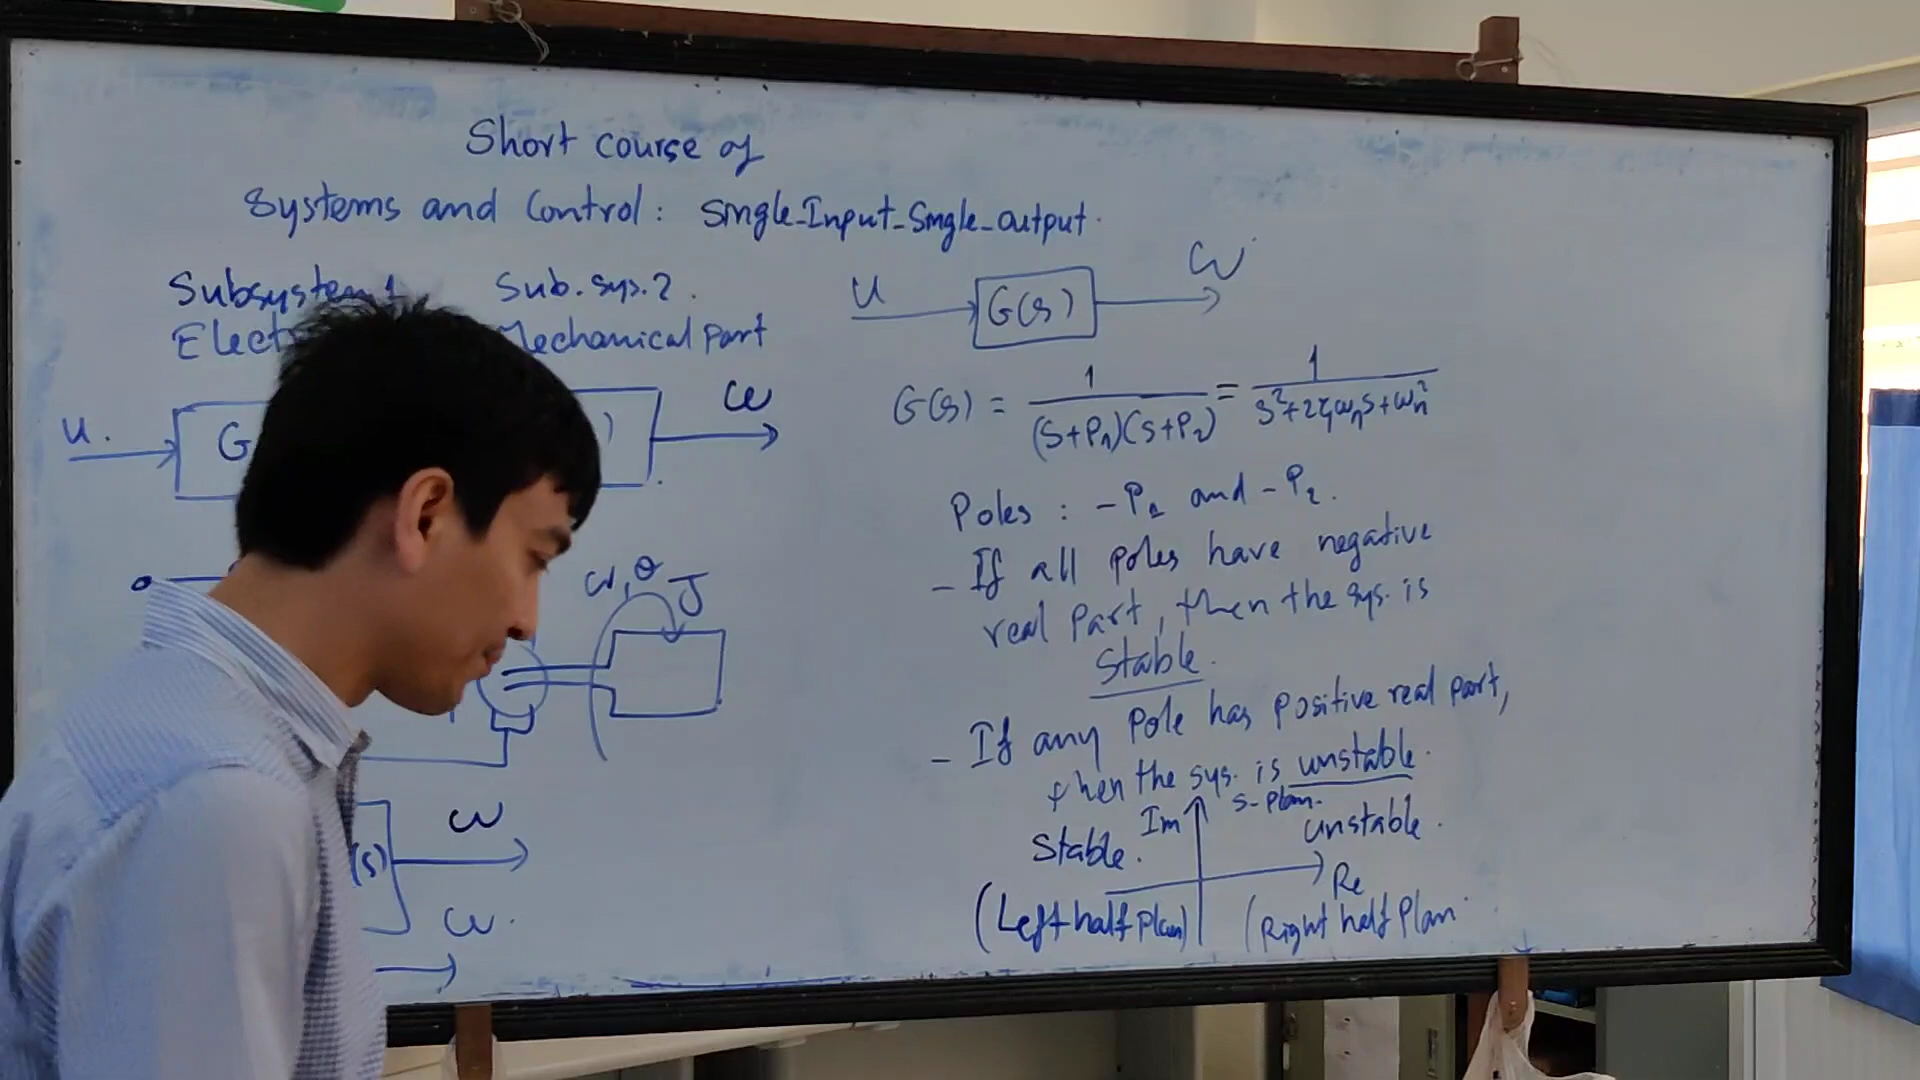 Short course of
Systems and Control: Single-Input-Single-output.
Subsystem 1
Sub.sys.2.
Elect
Mechanical part
u.
G
)
ω
ω, θ J
(s)
ω
ω.
u
G(s)
ω
G(s) = 1/((s+P1)(s+P2)) = 1/(s²+2ζωns+ωn²)
Poles : -P1 and -P2.
- If all poles have negative
real part, then the sys. is
stable.
- If any pole has positive real part,
then the sys. is unstable.
s-plan.
Stable. Im unstable.
Re
(Left half plan) (Right half plan